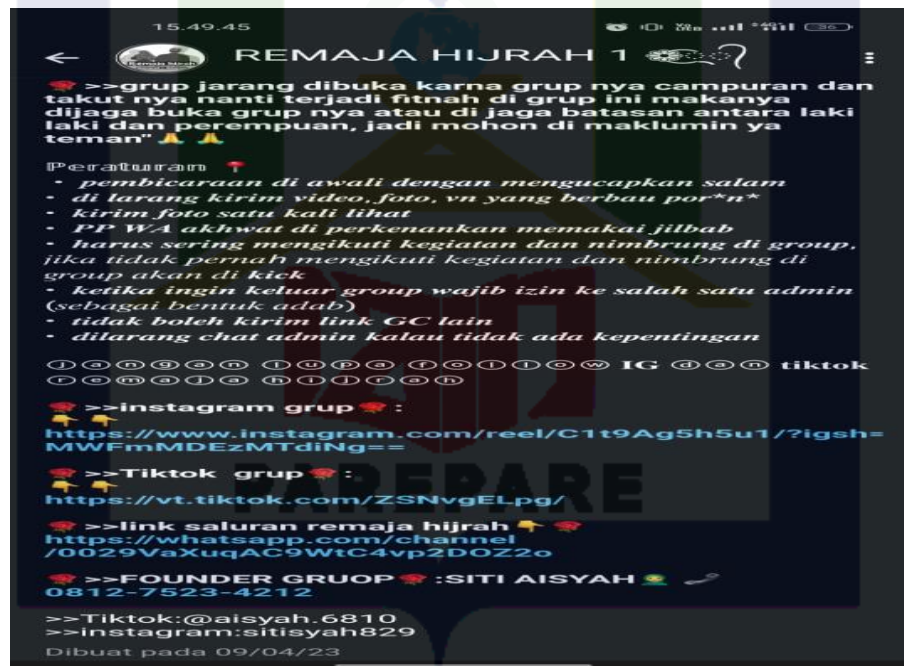 15.49.45
36
REMAJA HIJRAH 1
🌹>>grup jarang dibuka karna grup nya campuran dan
takut nya nanti terjadi fitnah di grup ini makanya
dijaga buka grup nya atau di jaga batasan antara laki
laki dan perempuan, jadi mohon di maklumin ya
teman" 🙏 🙏
ℙ𝕖𝕣𝕒𝕥𝕦𝕣𝕒𝕟 📍
• pembicaraan di awali dengan mengucapkan salam
• di larang kirim video, foto, vn yang berbau por*n*
• kirim foto satu kali lihat
• PP WA akhwat di perkenankan memakai jilbab
• harus sering mengikuti kegiatan dan nimbrung di group,
jika tidak pernah mengikuti kegiatan dan nimbrung di
group akan di kick
• ketika ingin keluar group wajib izin ke salah satu admin
(sebagai bentuk adab)
• tidak boleh kirim link GC lain
• dilarang chat admin kalau tidak ada kepentingan
Ⓙⓐⓝⓖⓐⓝ ⓛⓤⓟⓐ ⓕⓞⓛⓛⓞⓦ IG ⓓⓐⓝ tiktok
ⓡⓔⓜⓐⓙⓐ ⓗⓘⓙⓡⓐⓗ
🌹>>instagram grup🌹:
👇 👇
https://www.instagram.com/reel/C1t9Ag5h5u1/?igsh=
MWFmMDEzMTdiNg==
🌹>>Tiktok grup🌹:
👇 👇
https://vt.tiktok.com/ZSNvgELpg/
🌹>>link saluran remaja hijrah👇 🌹
https://whatsapp.com/channel
/0029VaXuqAC9WtC4vp2DOZ2o
🌹>>FOUNDER GRUOP🌹:SITI AISYAH
0812-7523-4212
>>Tiktok:@aisyah.6810
>>instagram:sitisyah829
Dibuat pada 09/04/23
PAREPARE